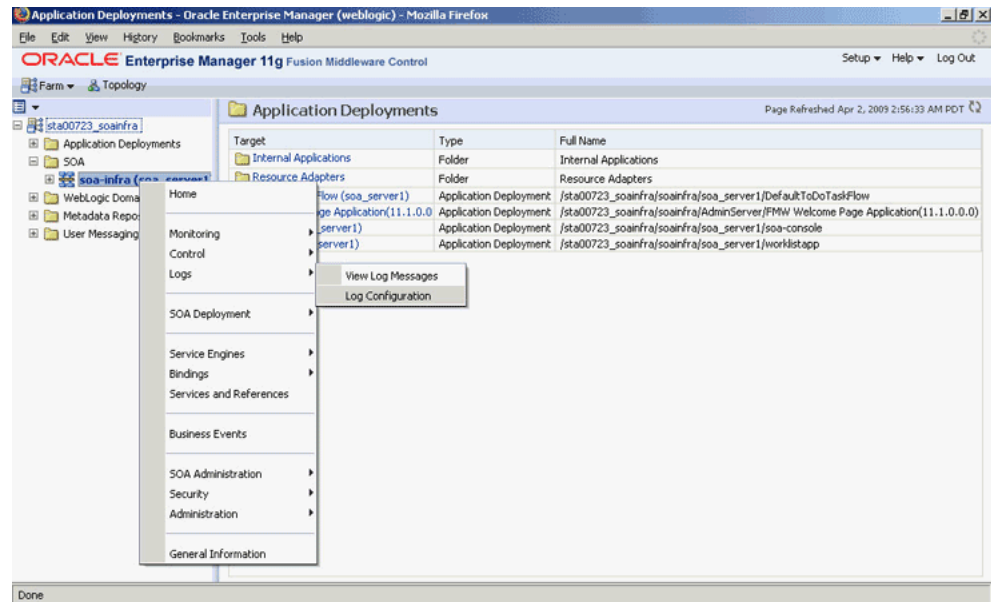 Application Deployments - Oracle Enterprise Manager (weblogic) - Mozilla Firefox
File Edit View History Bookmarks Tools Help
ORACLE Enterprise Manager 11g Fusion Middleware Control
Setup Help Log Out
Farm Topology
Application Deployments
Page Refreshed Apr 2, 2009 2:56:33 AM PDT
sta00723_soainfra
Application Deployments
SOA
soa-infra (soa_server1
WebLogic Doma
Metadata Repos
User Messaging
Target Type Full Name
Internal Applications Folder Internal Applications
Resource Adapters Folder Resource Adapters
Flow (soa_server1) Application Deployment /sta00723_soainfra/soainfra/soa_server1/DefaultToDoTaskFlow
ge Application(11.1.0.0 Application Deployment /sta00723_soainfra/soainfra/AdminServer/FMW Welcome Page Application(11.1.0.0.0)
_server1) Application Deployment /sta00723_soainfra/soainfra/soa_server1/soa-console
server1) Application Deployment /sta00723_soainfra/soainfra/soa_server1/worklistapp
Home
Monitoring
Control
Logs
View Log Messages
Log Configuration
SOA Deployment
Service Engines
Bindings
Services and References
Business Events
SOA Administration
Security
Administration
General Information
Done